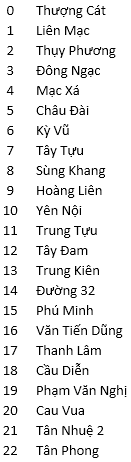 0 Thượng Cát
1 Liên Mạc
2 Thụy Phương
3 Đông Ngạc
4 Mạc Xá
5 Châu Đài
6 Kỳ Vũ
7 Tây Tựu
8 Sùng Khang
9 Hoàng Liên
10 Yên Nội
11 Trung Tựu
12 Tây Đam
13 Trung Kiên
14 Đường 32
15 Phú Minh
16 Văn Tiến Dũng
17 Thanh Lâm
18 Cầu Diễn
19 Phạm Văn Nghị
20 Cau Vua
21 Tân Nhuệ 2
22 Tân Phong